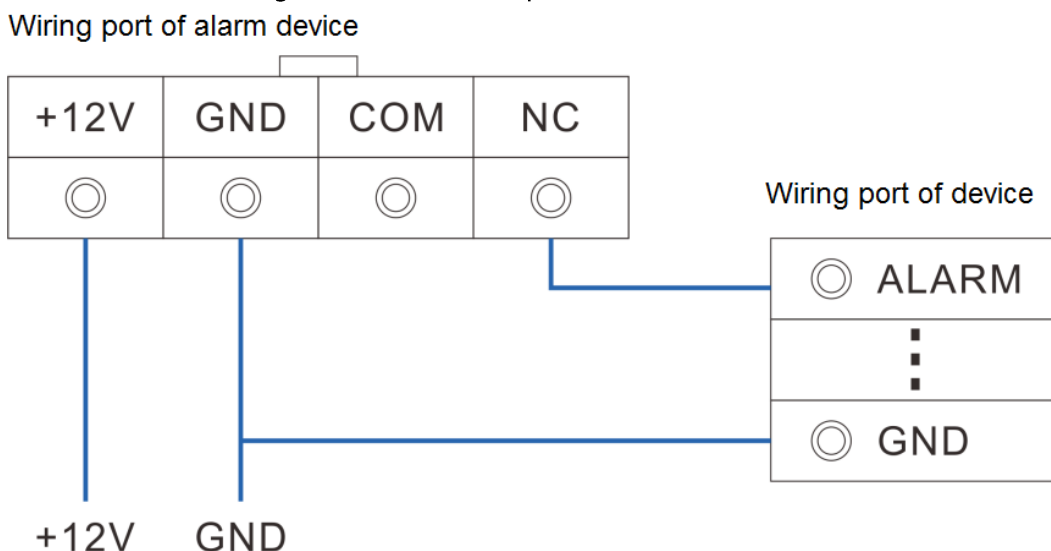 Wiring port of alarm device
+12V GND COM NC
Wiring port of device
ALARM
GND
+12V GND